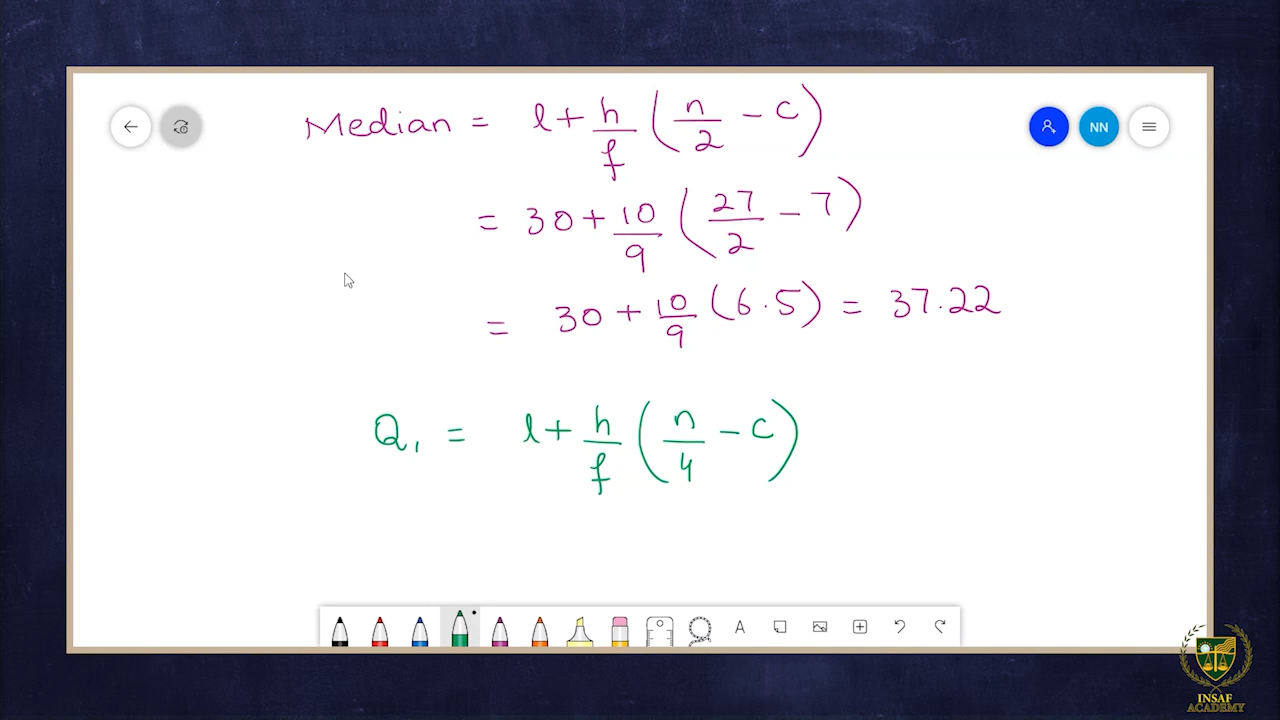 NN
Median = l + h/f (n/2 - c)
= 30 + 10/9 (27/2 - 7)
= 30 + 10/9 (6.5) = 37.22
Q₁ = l + h/f (n/4 - c)
A
INSAF
ACADEMY